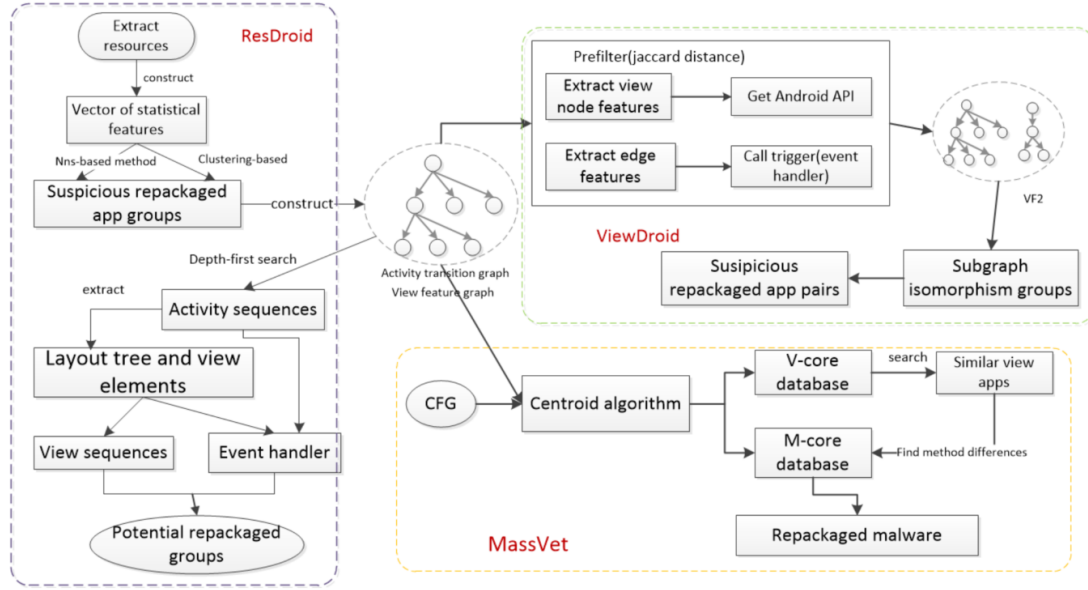 Extract
resources
ResDroid
construct
Vector of statistical
features
Nns-based method
Clustering-based
Suspicious repackaged
app groups
construct
Depth-first search
extract
Activity sequences
Layout tree and view
elements
View sequences
Event handler
Potential repackaged
groups
Activity transition graph
View feature graph
Prefilter(jaccard distance)
Extract view
node features
Get Android API
Extract edge
features
Call trigger(event
handler)
VF2
ViewDroid
Susipicious
repackaged app pairs
Subgraph
isomorphism groups
CFG
Centroid algorithm
V-core
database
search
Similar view
apps
M-core
database
Find method differences
Repackaged malware
MassVet